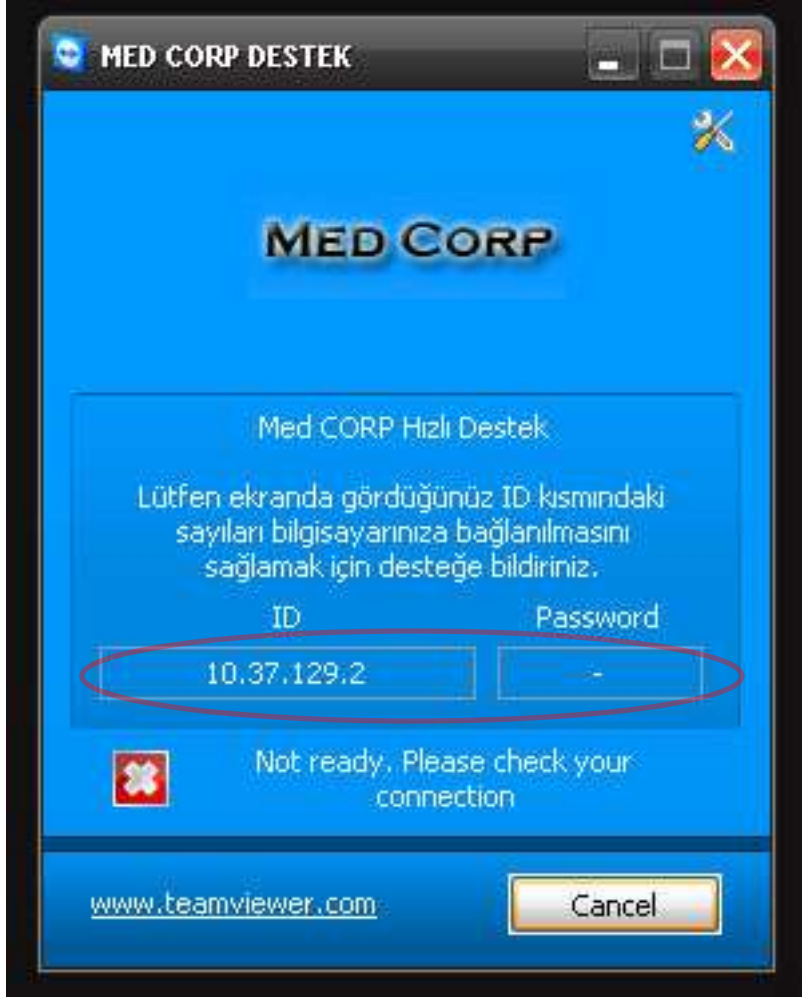 MED CORP DESTEK
MED CORP
Med CORP Hızlı Destek
Lütfen ekranda gördüğünüz ID kısmındaki
sayıları bilgisayarınıza bağlanılmasını
sağlamak için desteğe bildiriniz.
ID Password
10.37.129.2 -
Not ready. Please check your
connection
www.teamviewer.com Cancel